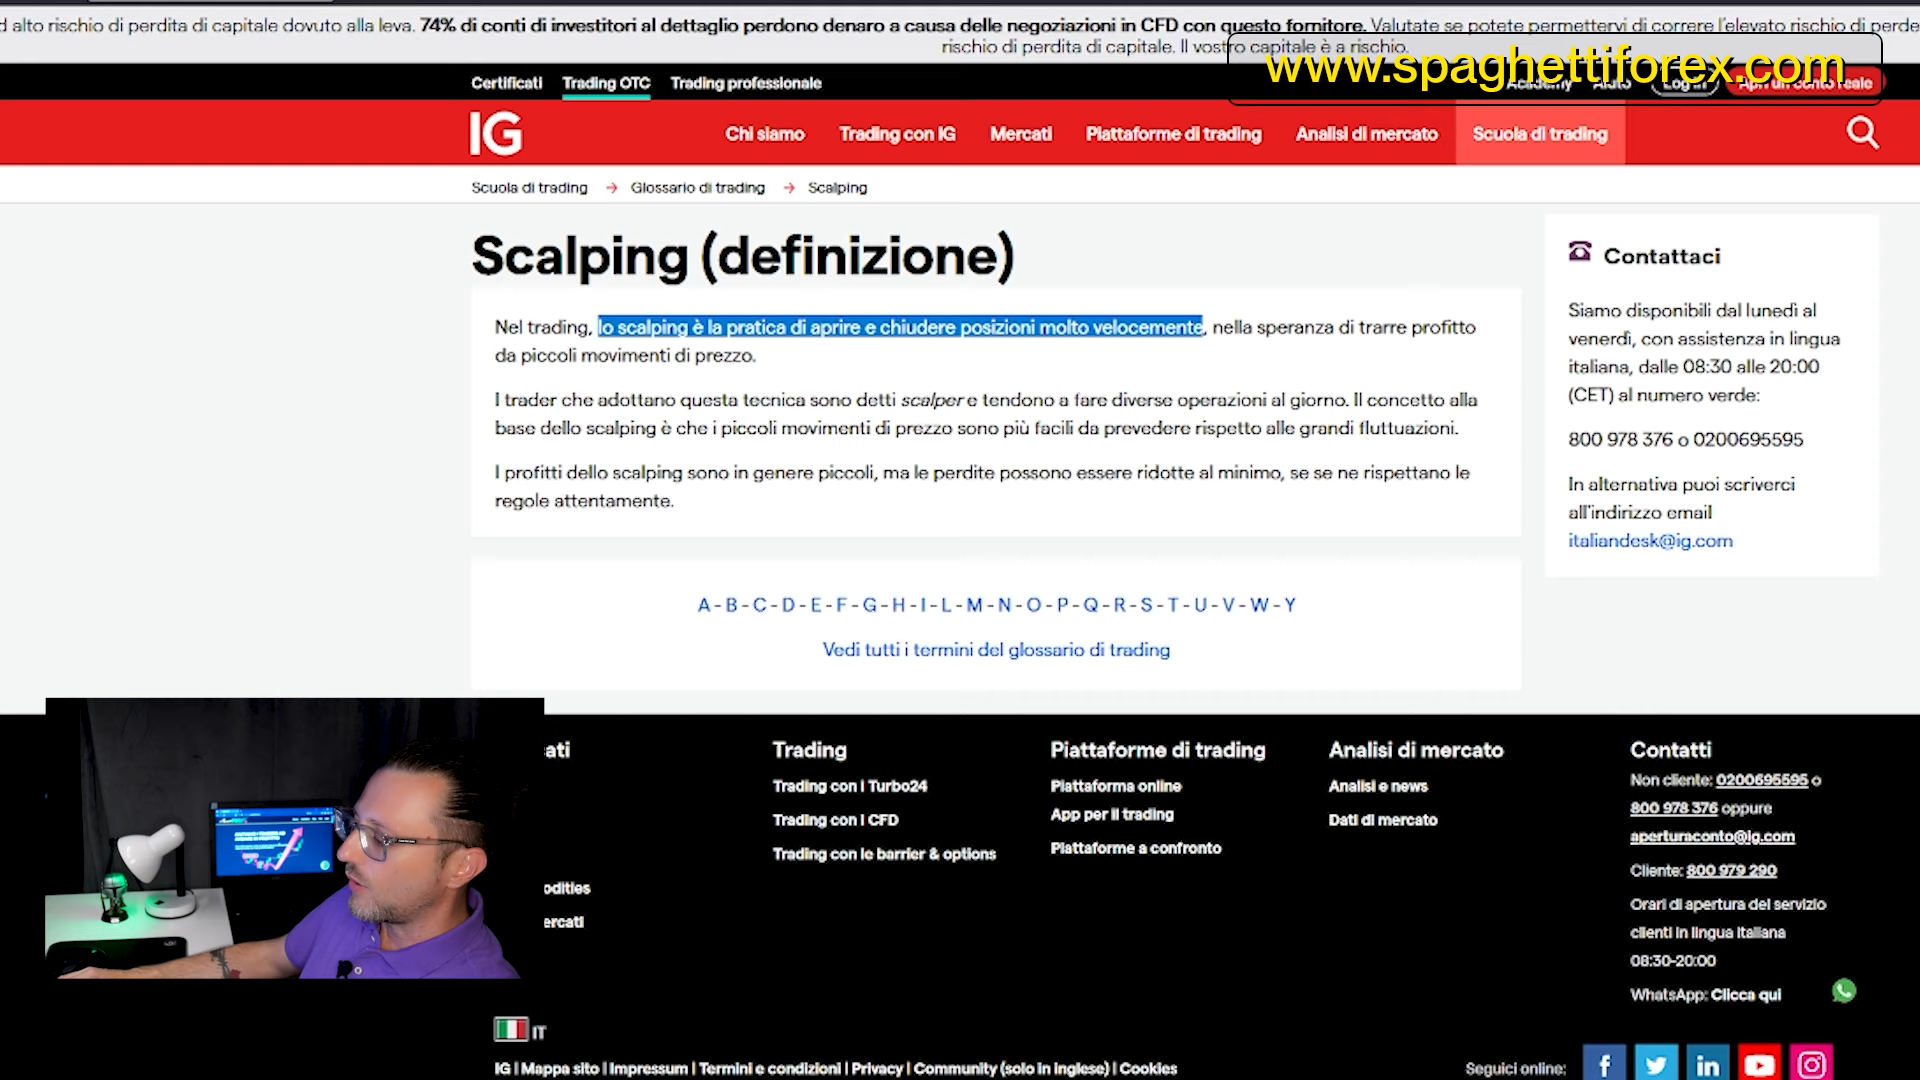 d alto rischio di perdita di capitale dovuto alla leva. 74% di conti di investitori al dettaglio perdono denaro a causa delle negoziazioni in CFD con questo fornitore. Valutate se potete permettervi di correre l'elevato rischio di perde
rischio di perdita di capitale. Il vostro capitale è a rischio.
www.spaghettiforex.com
Certificati Trading OTC Trading professionale Academy Aiuto Log in Apri un conto reale
IG Chi siamo Trading con IG Mercati Piattaforme di trading Analisi di mercato Scuola di trading
Scuola di trading → Glossario di trading → Scalping
Scalping (definizione)
Nel trading, lo scalping è la pratica di aprire e chiudere posizioni molto velocemente, nella speranza di trarre profitto
da piccoli movimenti di prezzo.
I trader che adottano questa tecnica sono detti scalper e tendono a fare diverse operazioni al giorno. Il concetto alla
base dello scalping è che i piccoli movimenti di prezzo sono più facili da prevedere rispetto alle grandi fluttuazioni.
I profitti dello scalping sono in genere piccoli, ma le perdite possono essere ridotte al minimo, se se ne rispettano le
regole attentamente.
A - B - C - D - E - F - G - H - I - L - M - N - O - P - Q - R - S - T - U - V - W - Y
Vedi tutti i termini del glossario di trading
Contattaci
Siamo disponibili dal lunedì al
venerdì, con assistenza in lingua
italiana, dalle 08:30 alle 20:00
(CET) al numero verde:
800 978 376 o 0200695595
In alternativa puoi scriverci
all'indirizzo email
italiandesk@ig.com
ati
odities
ercati
Trading
Trading con i Turbo24
Trading con i CFD
Trading con le barrier & options
Piattaforme di trading
Piattaforma online
App per il trading
Piattaforme a confronto
Analisi di mercato
Analisi e news
Dati di mercato
Contatti
Non cliente: 0200695595 o
800 978 376 oppure
aperturaconto@ig.com
Cliente: 800 979 290
Orari di apertura del servizio
clienti in lingua italiana
08:30-20:00
WhatsApp: Clicca qui
IT
IG | Mappa sito | Impressum | Termini e condizioni | Privacy | Community (solo in inglese) | Cookies
Seguici online: